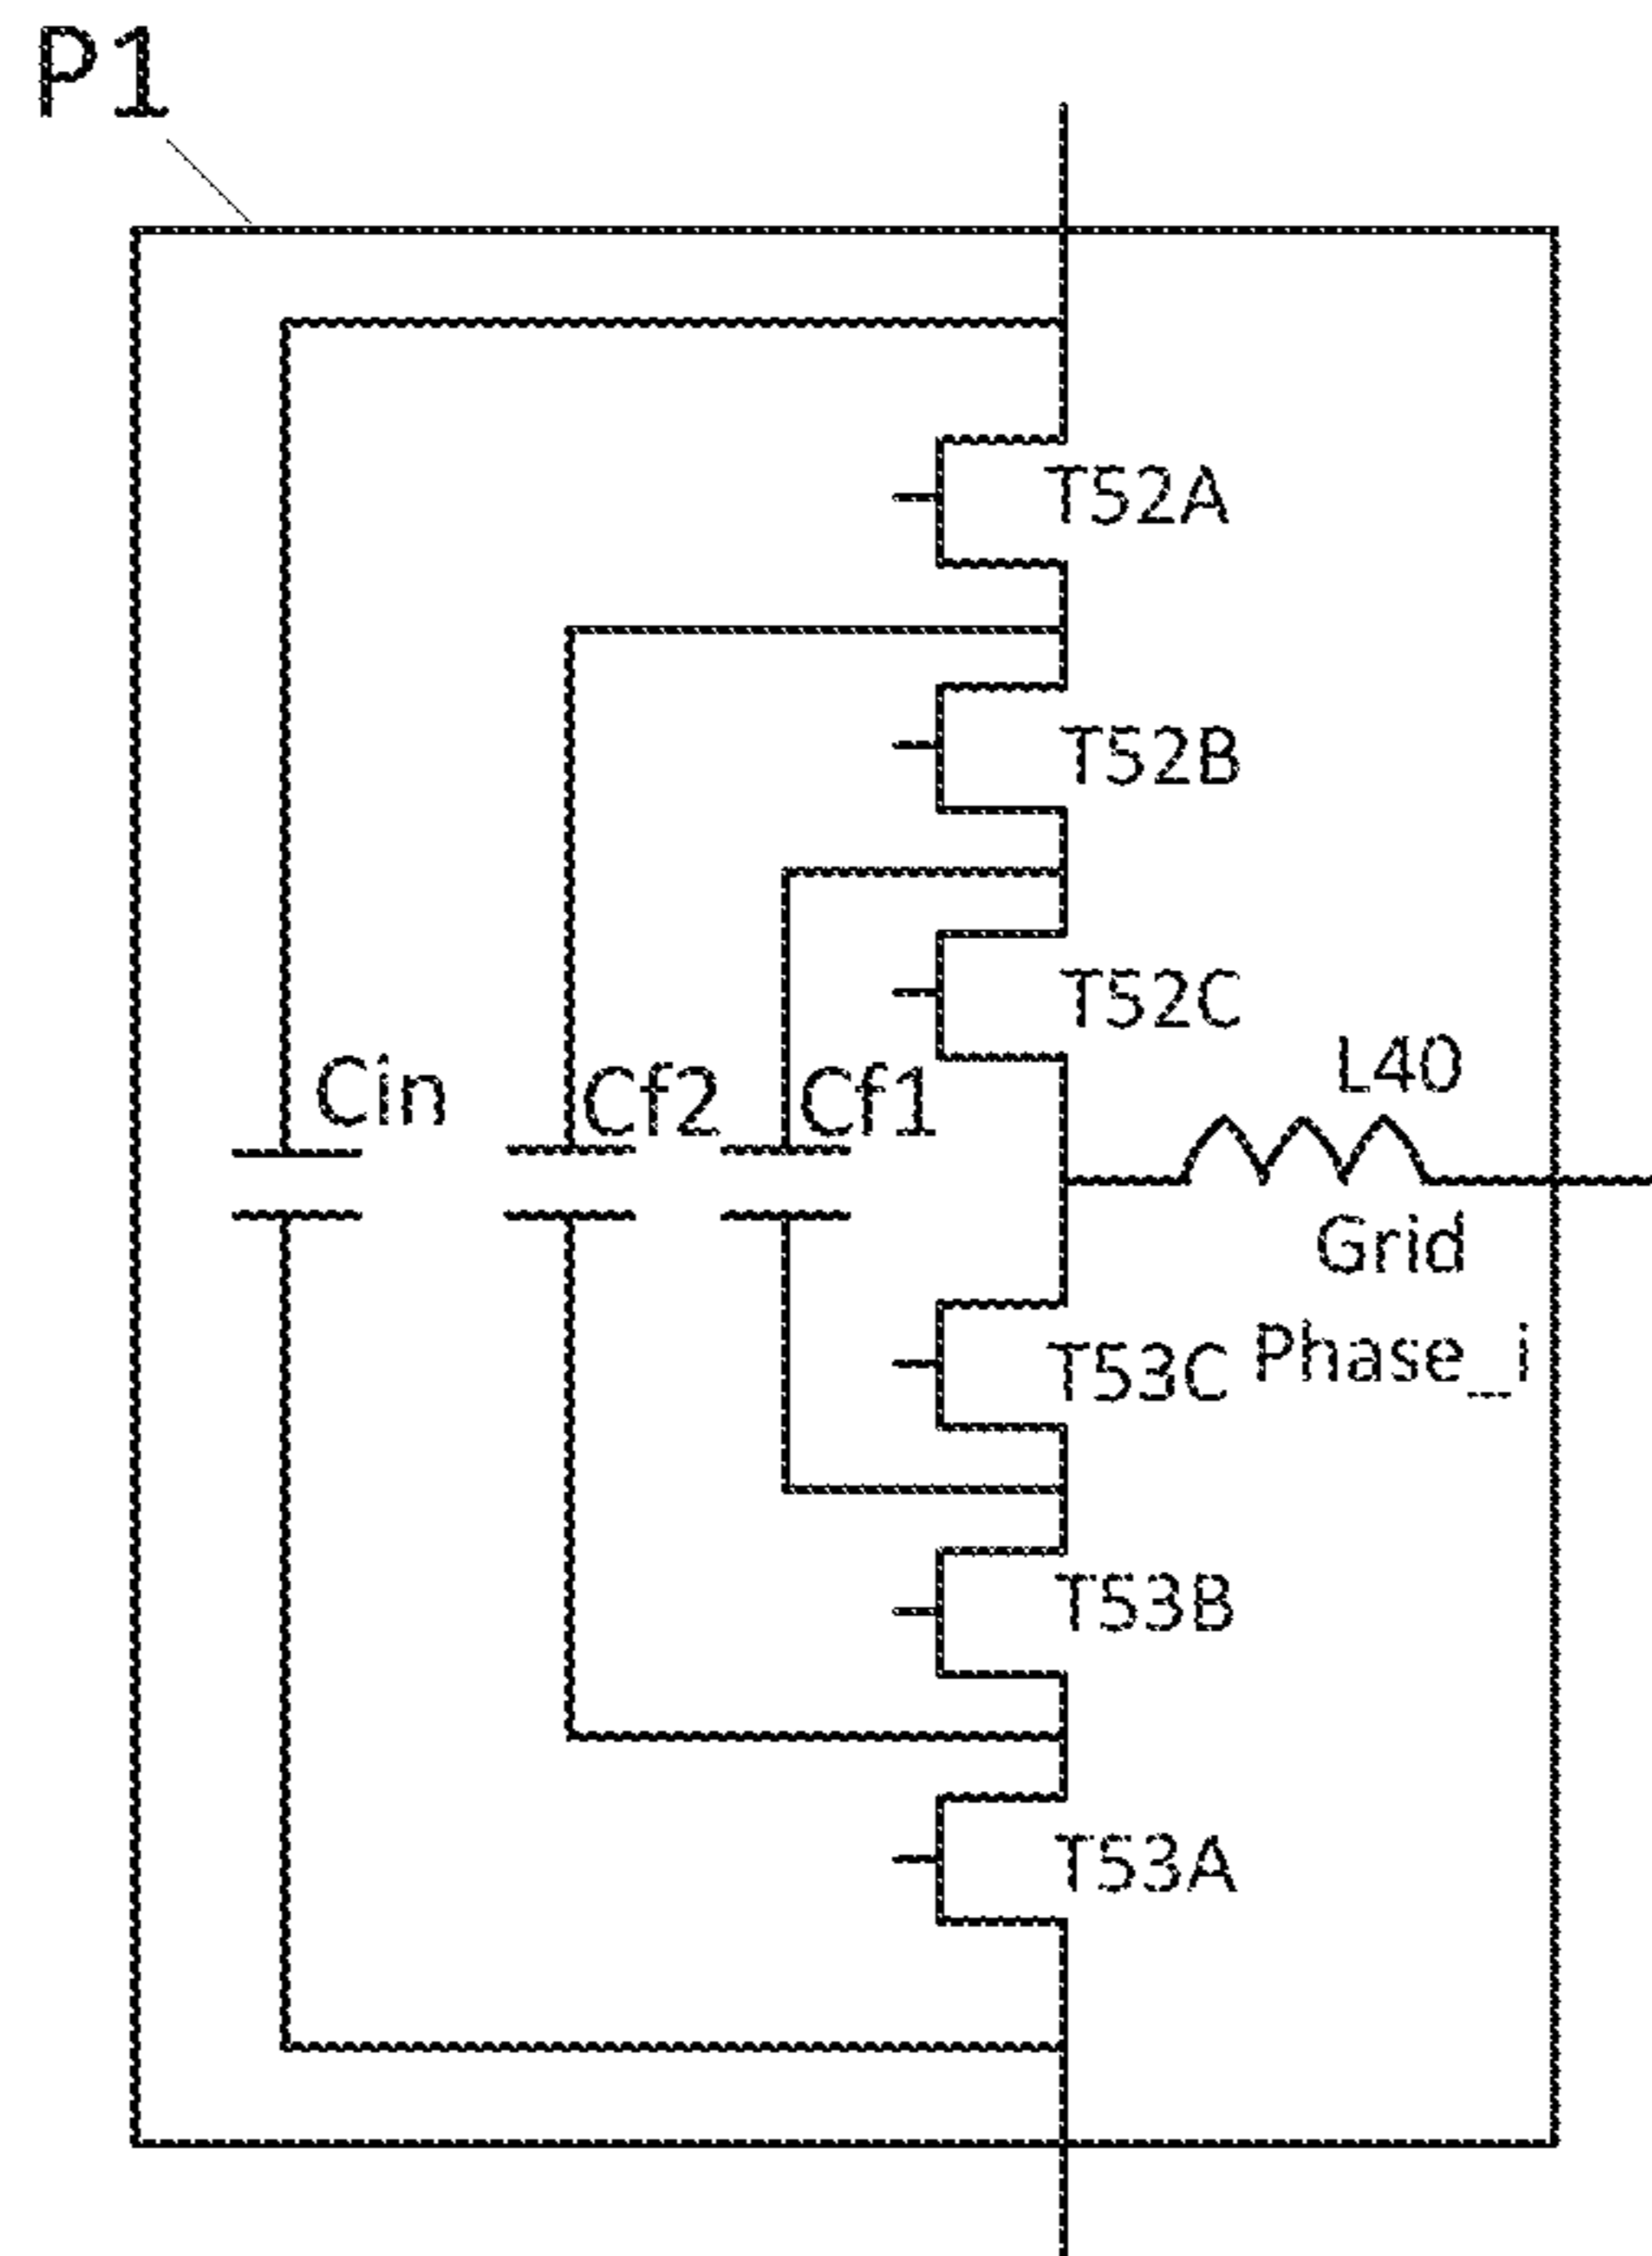 P1
T52A
T52B
T52C
L40
Cin
Cf2
Cf1
Grid
Phase_i
T53C
T53B
T53A